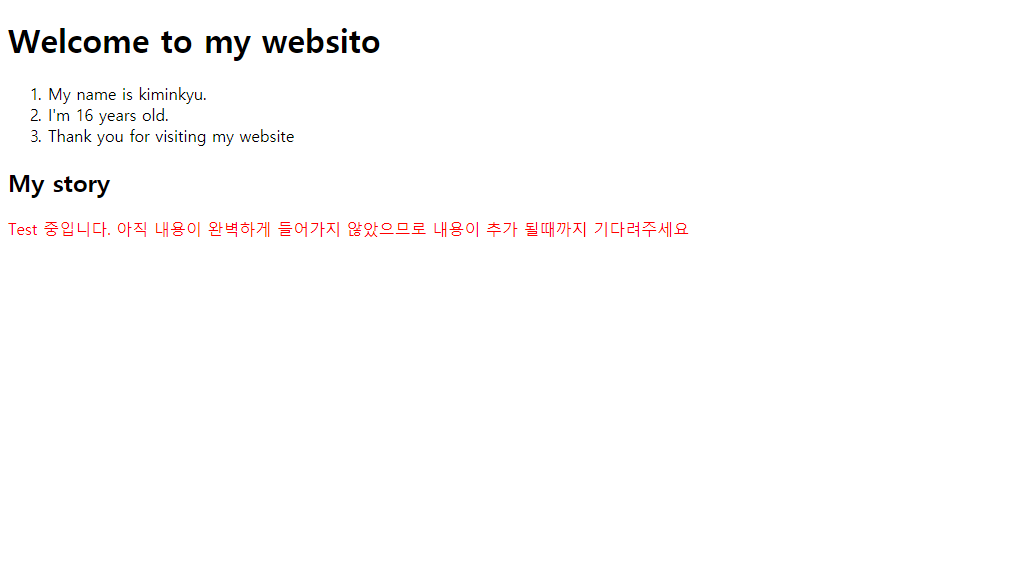 Welcome to my websito
1. My name is kiminkyu.
2. I'm 16 years old.
3. Thank you for visiting my website
My story
Test 중입니다. 아직 내용이 완벽하게 들어가지 않았으므로 내용이 추가 될때까지 기다려주세요